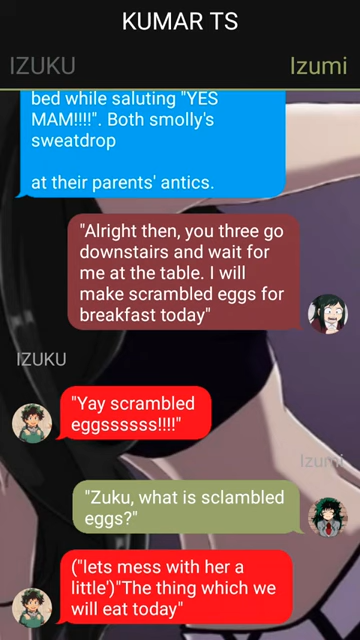 KUMAR TS
IZUKU Izumi
bed while saluting "YES
MAM!!!!". Both smolly's
sweatdrop
at their parents' antics.
"Alright then, you three go
downstairs and wait for
me at the table. I will
make scrambled eggs for
breakfast today"
IZUKU
"Yay scrambled
eggssssss!!!!"
Izumi
"Zuku, what is sclambled
eggs?"
("lets mess with her a
little')"The thing which we
will eat today"